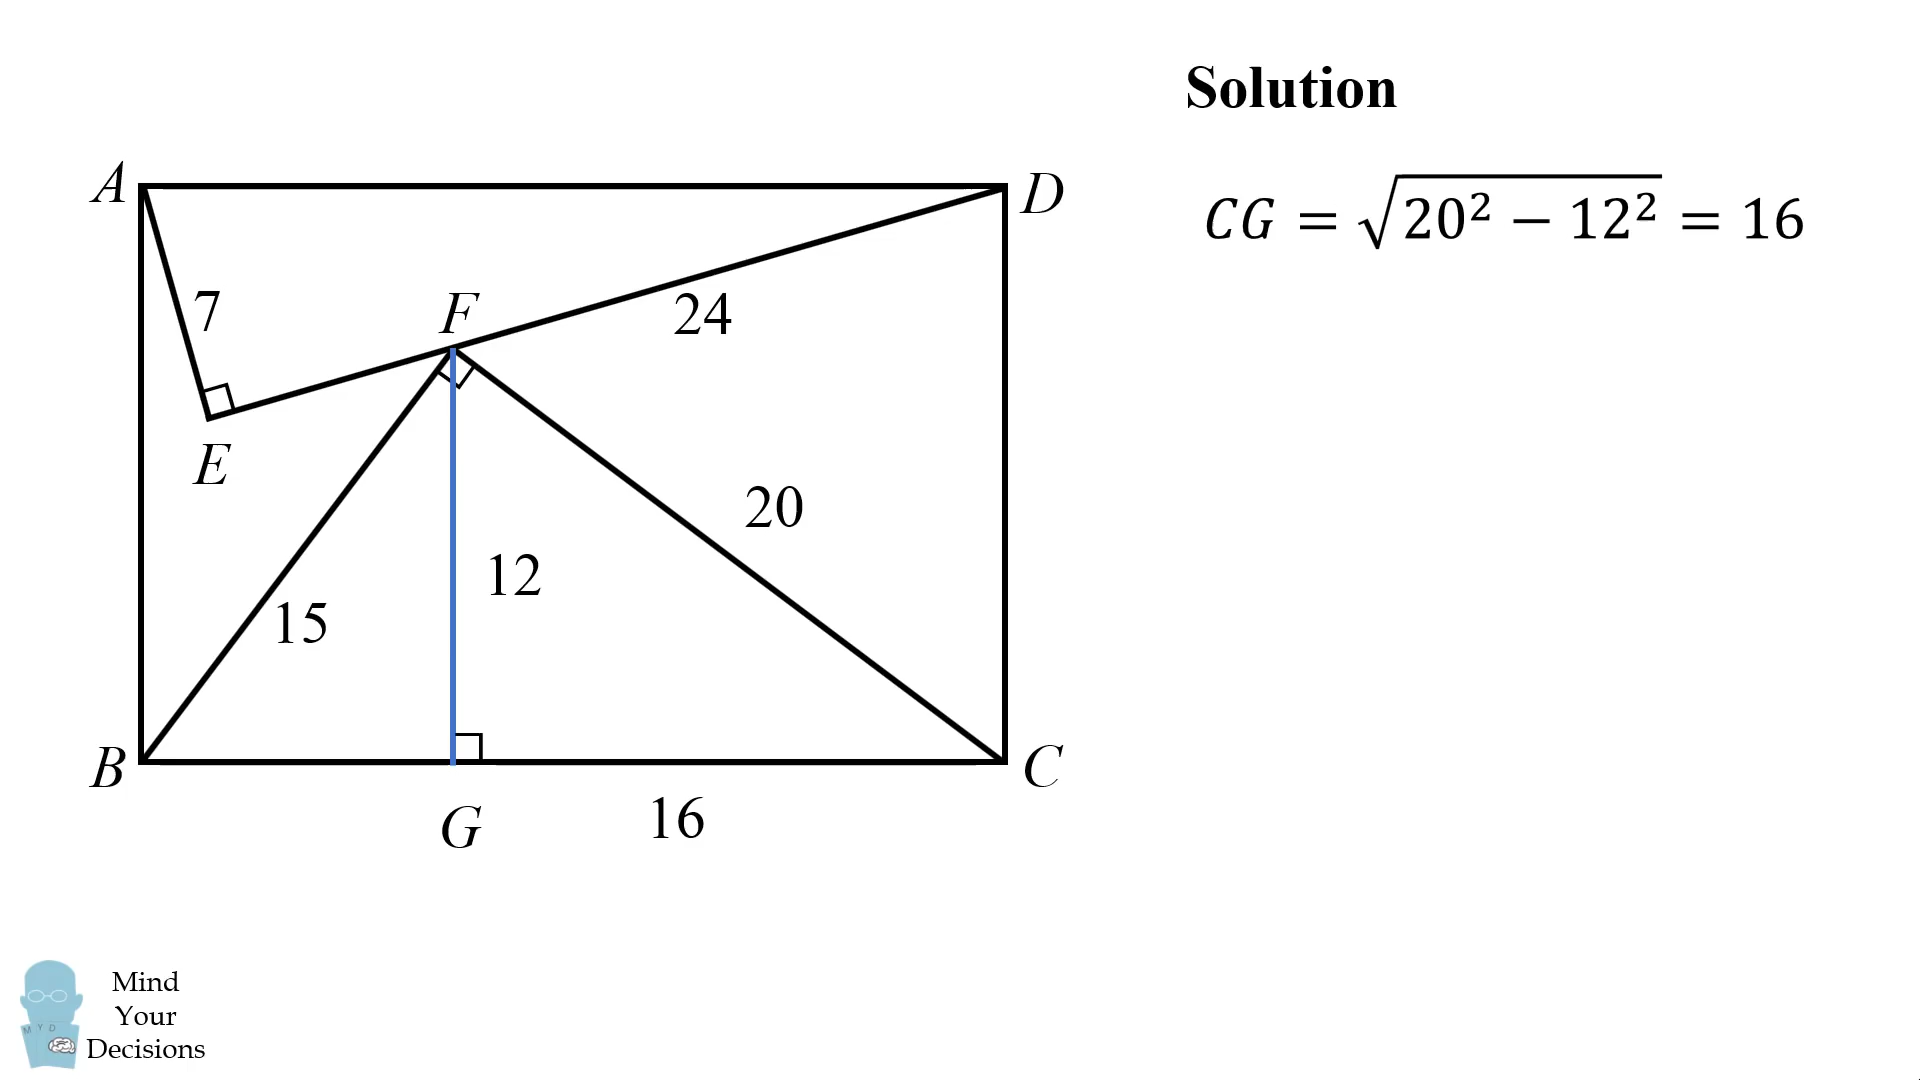 Solution
CG = √(20² − 12²) = 16
A
D
7
F
24
E
20
12
15
B
C
G
16
Mind
Your
Decisions
M Y D